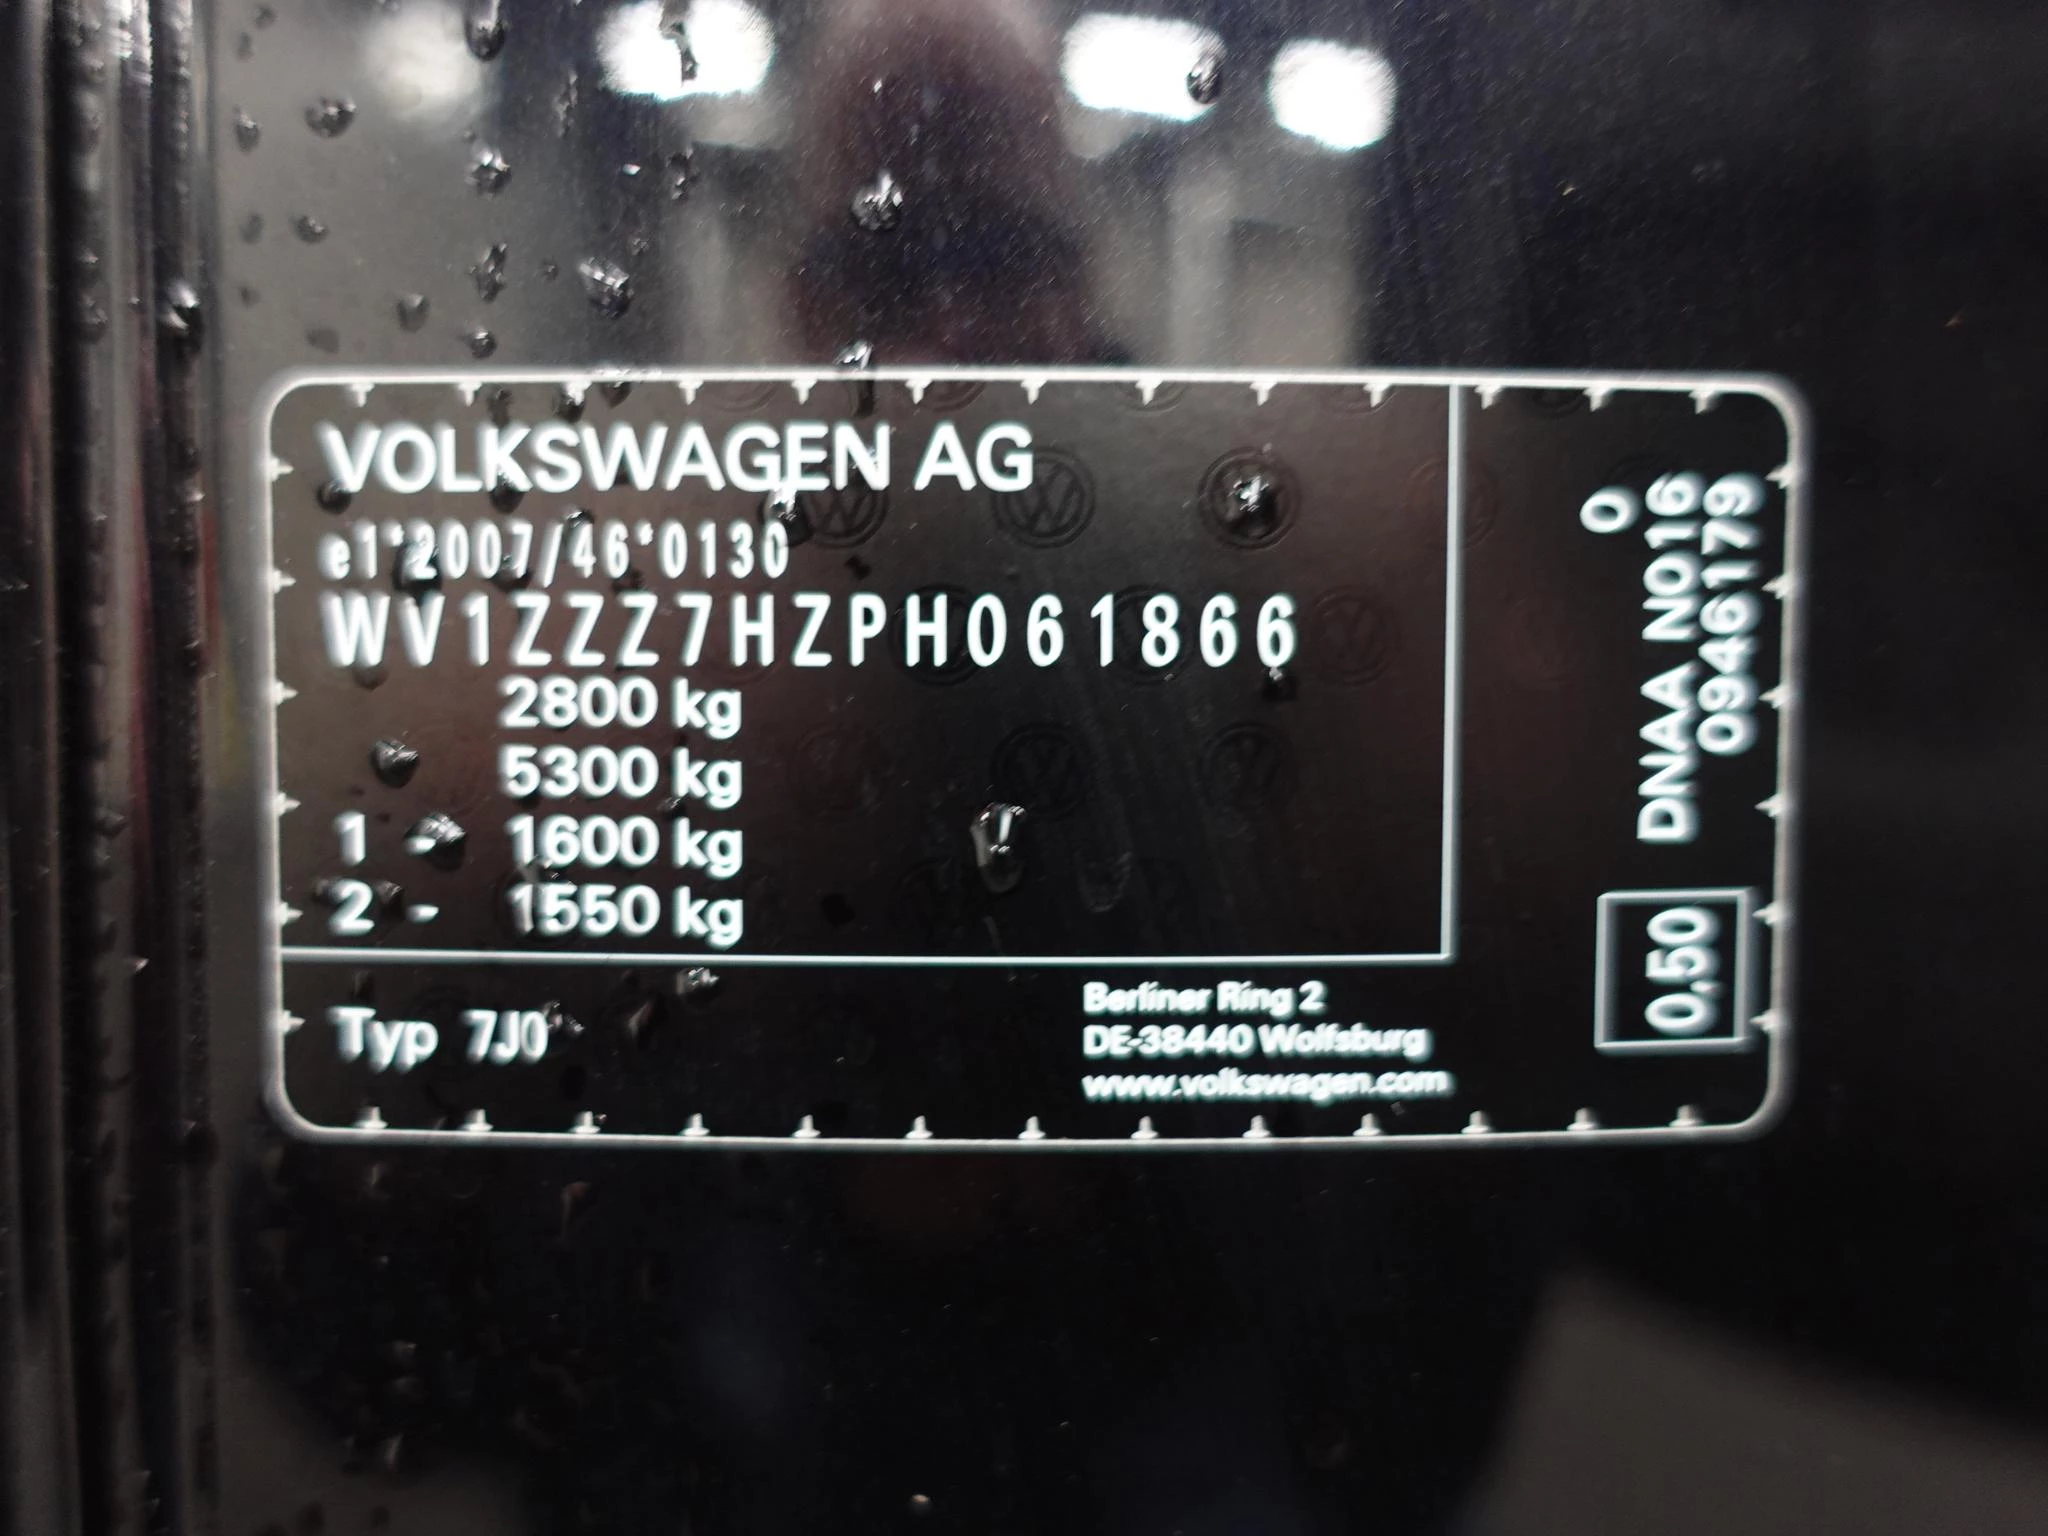 VOLKSWAGEN AG
e1*2007/46*0130
WV1ZZZ7HZPH061866
2800 kg
5300 kg
1 - 1600 kg
2 - 1550 kg
Typ 7J0
Berliner Ring 2
DE-38440 Wolfsburg
www.volkswagen.com
0
DNAA N016
0946179
0,50